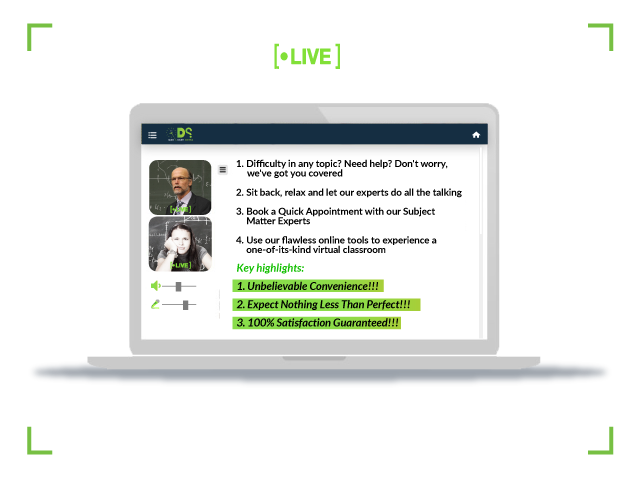 [•LIVE]
DS
1. Difficulty in any topic? Need help? Don't worry,
we've got you covered
2. Sit back, relax and let our experts do all the talking
3. Book a Quick Appointment with our Subject
Matter Experts
4. Use our flawless online tools to experience a
one-of-its-kind virtual classroom
Key highlights:
1. Unbelievable Convenience!!!
2. Expect Nothing Less Than Perfect!!!
3. 100% Satisfaction Guaranteed!!!
[•LIVE]
[•LIVE]